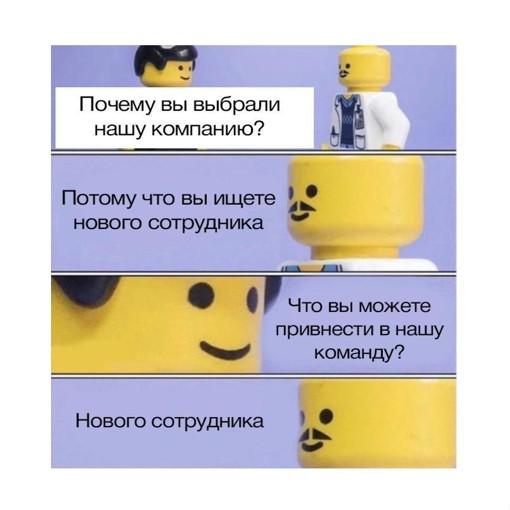 Почему вы выбрали
нашу компанию?
Потому что вы ищете
нового сотрудника
Что вы можете
привнести в нашу
команду?
Нового сотрудника